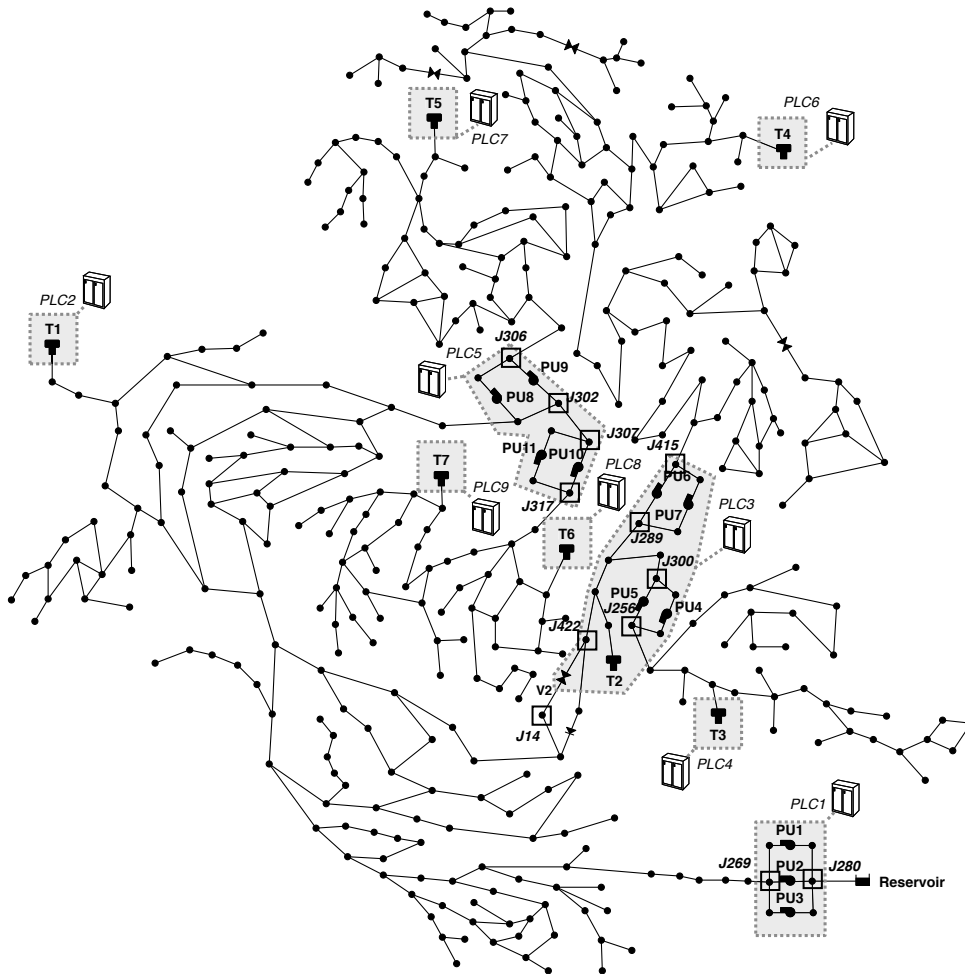 T5
PLC7
PLC6
T4
PLC2
T1
J306
PLC5
PU9
PU8
J302
J307
PU11
PU10
J415
PLC8
T7
PU6
PLC9
J317
PU7
PLC3
T6
J289
J300
PU5
J256
PU4
J422
T2
V2
J14
T3
PLC4
PLC1
PU1
J269
PU2
J280
Reservoir
PU3